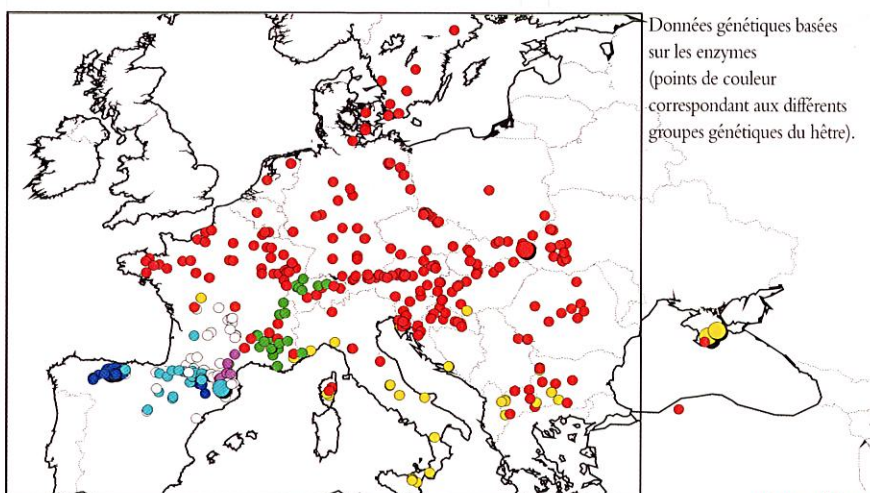 Données génétiques basées
sur les enzymes
(points de couleur
correspondant aux différents
groupes génétiques du hêtre).